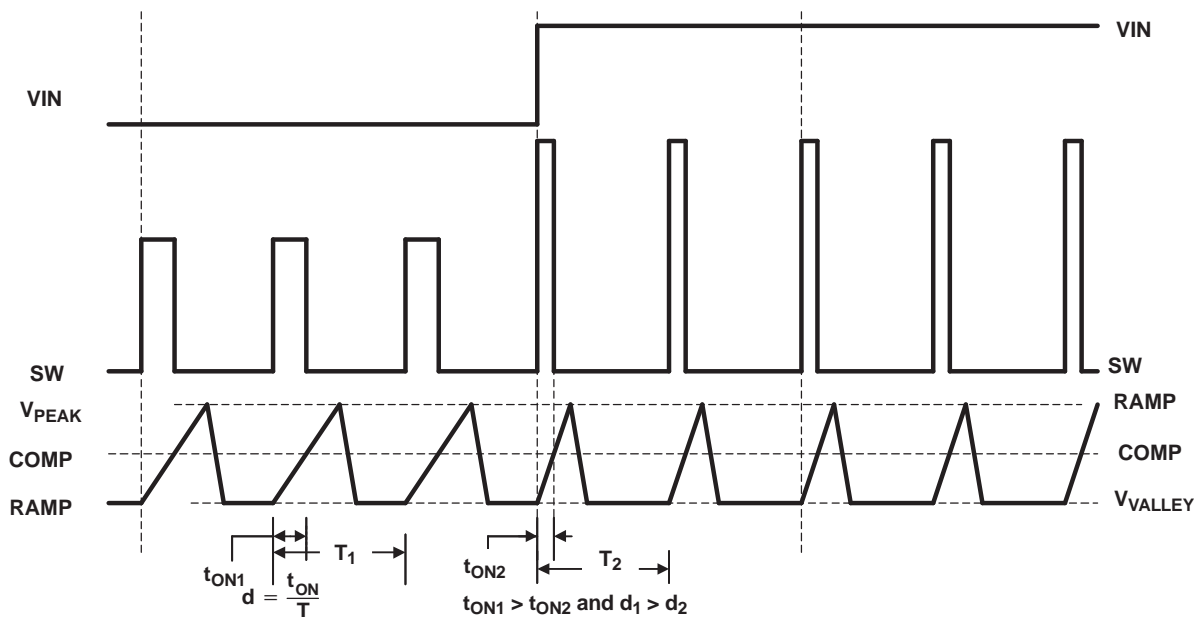 VIN
VIN
SW
SW
VPEAK
RAMP
COMP
COMP
RAMP
VVALLEY
tON1
T1
tON2
T2
d = tON/T
tON1 > tON2 and d1 > d2